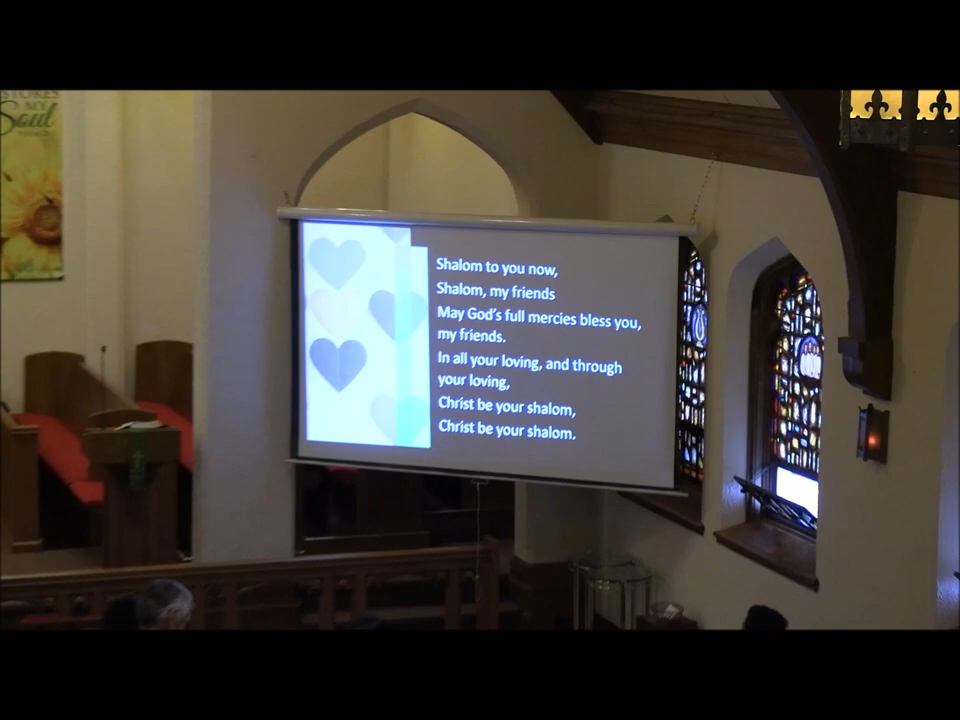 STORES
MY
Soul
Shalom to you now,
Shalom, my friends
May God's full mercies bless you,
my friends.
In all your loving, and through
your loving,
Christ be your shalom,
Christ be your shalom.